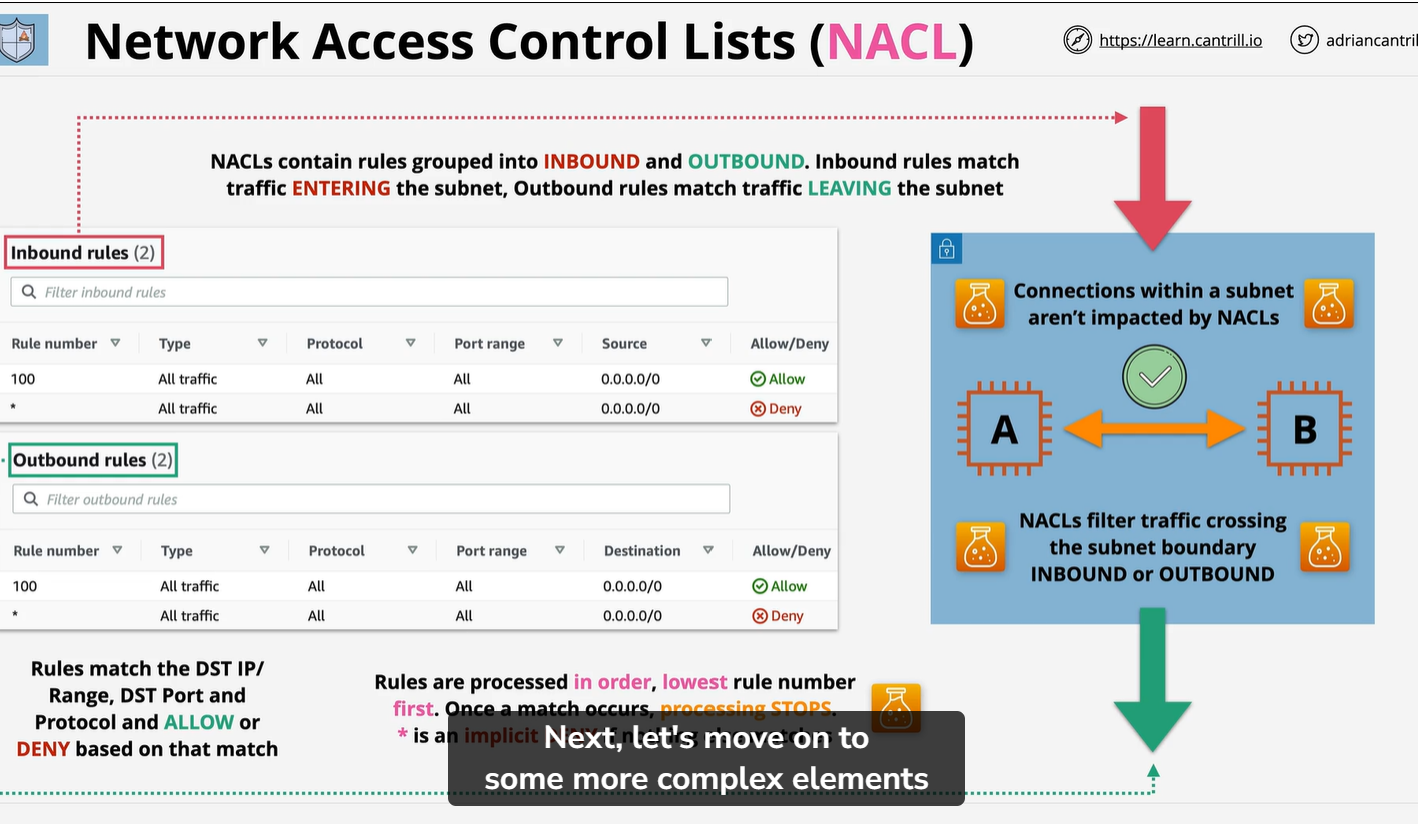 Network Access Control Lists (NACL)
https://learn.cantrill.io
NACLs contain rules grouped into INBOUND and OUTBOUND. Inbound rules match
traffic ENTERING the subnet, Outbound rules match traffic LEAVING the subnet
Inbound rules (2)
Filter inbound rules
Rule number Type Protocol Port range Source Allow/Deny
100 All traffic All All 0.0.0.0/0 Allow
* All traffic All All 0.0.0.0/0 Deny
Outbound rules (2)
Filter outbound rules
Rule number Type Protocol Port range Destination Allow/Deny
100 All traffic All All 0.0.0.0/0 Allow
* All traffic All All 0.0.0.0/0 Deny
Connections within a subnet
aren't impacted by NACLs
A
B
NACLs filter traffic crossing
the subnet boundary
INBOUND or OUTBOUND
Rules match the DST IP/
Range, DST Port and
Protocol and ALLOW or
DENY based on that match
Rules are processed in order, lowest rule number
first. Once a match occurs, processing STOPS.
* is an implicit
Next, let's move on to
some more complex elements